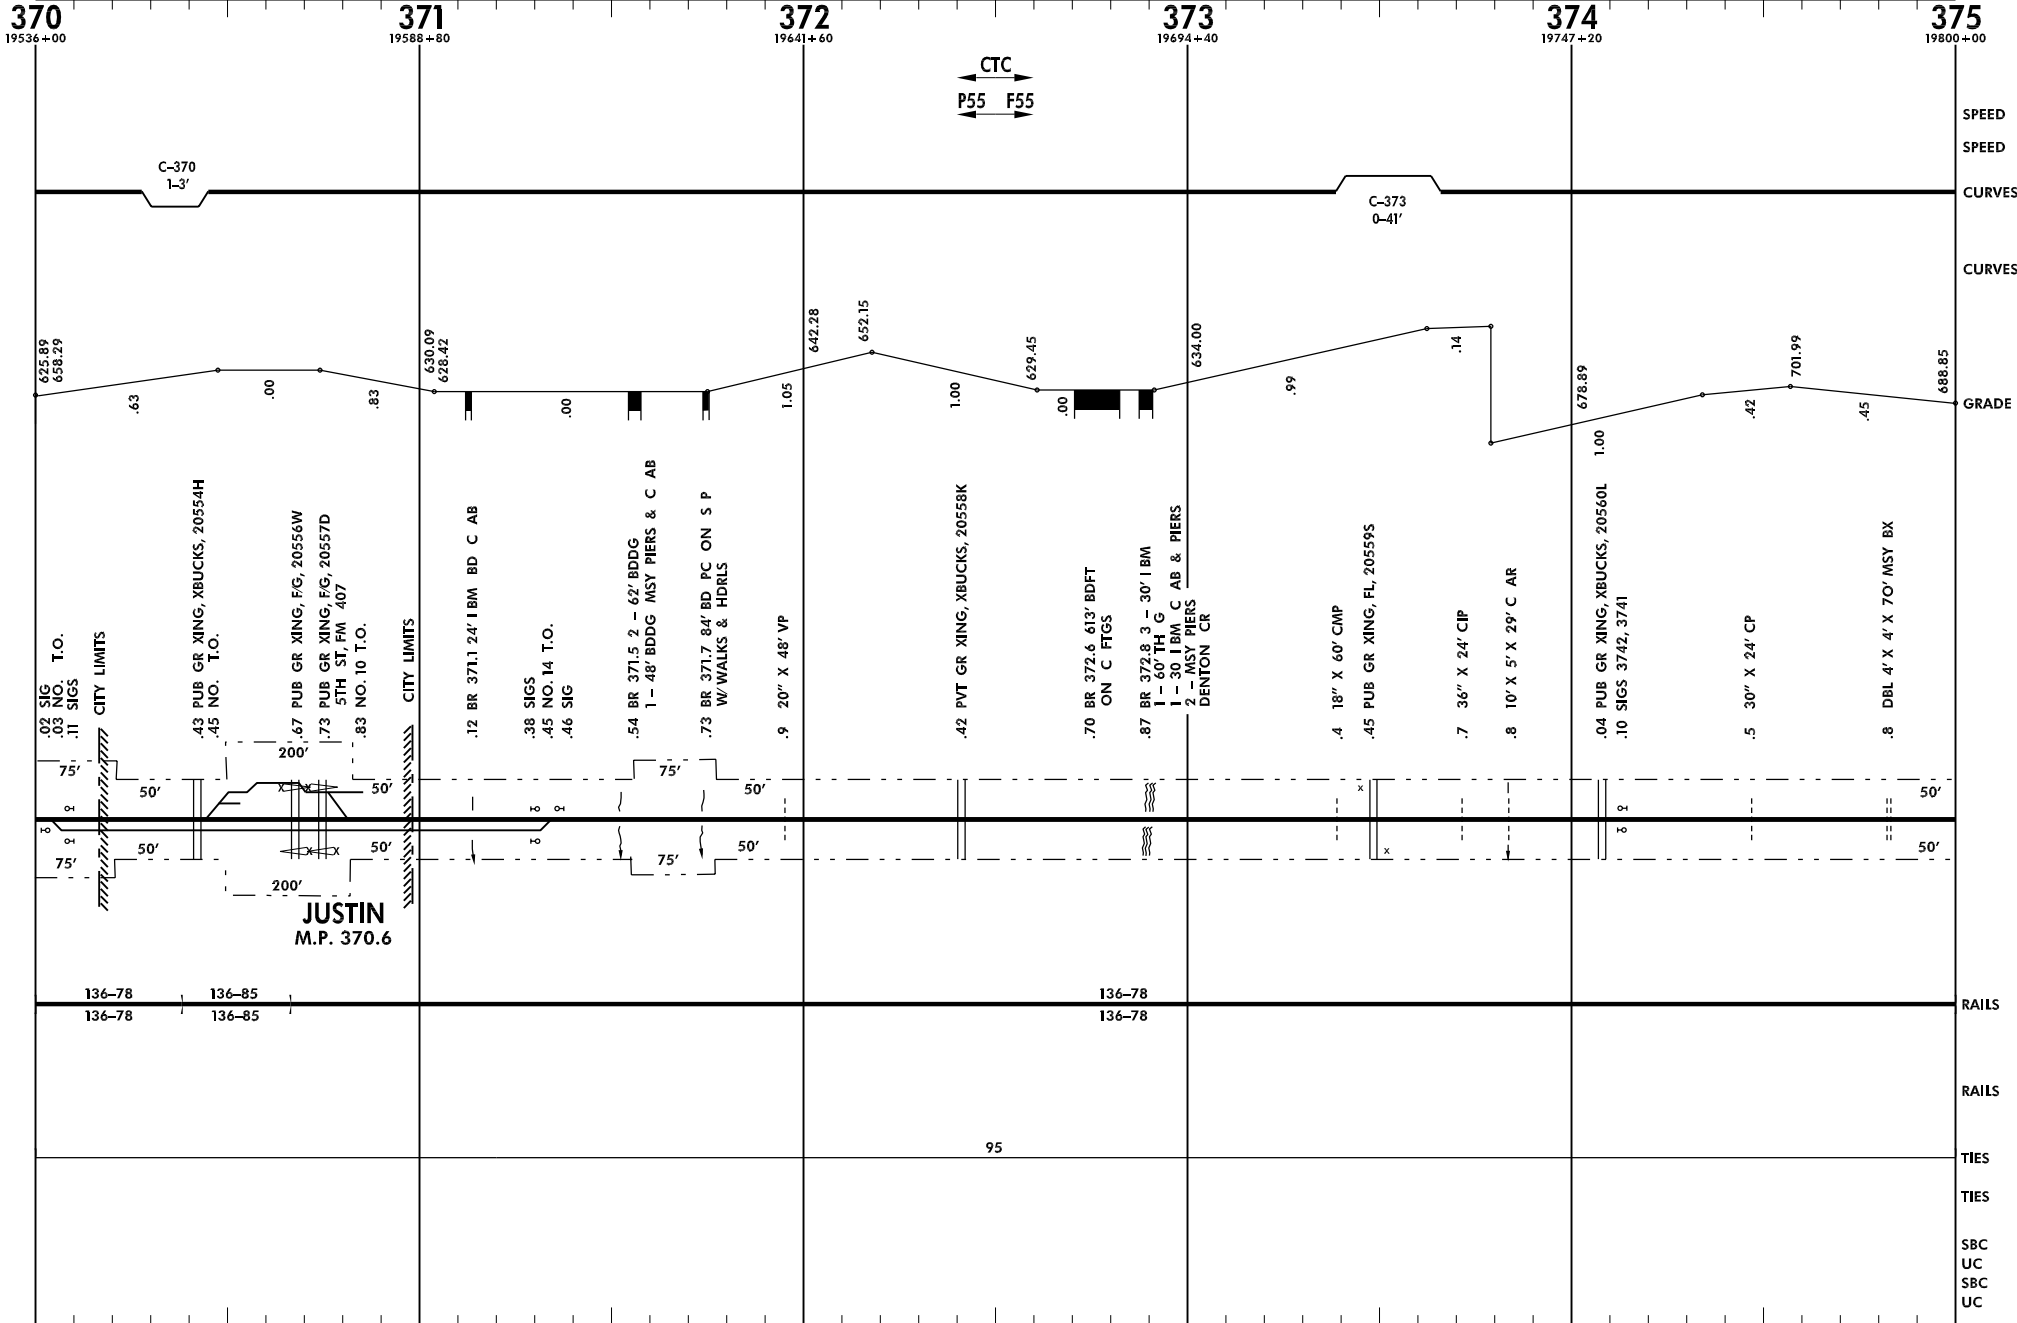 370 371 372 373 374 375
19536+00 19588+80 19641+60 19694+40 19747+20 19800+00
CTC
P55 F55
SPEED
SPEED
C-370
1-3'
CURVES
C-373
0-41'
CURVES
625.89
658.29
.63
.00
.83
630.09
628.42
.00
1.05
642.28
652.15
1.00
629.45
.00
634.00
.99
.14
678.89
1.00
.42
701.99
.45
688.85
GRADE
.02 SIG
.03 NO. T.O.
.11 SIGS
CITY LIMITS
.43 PUB GR XING, XBUCKS, 20554H
.45 NO. T.O.
.67 PUB GR XING, F/G, 20556W
.73 PUB GR XING, F/G, 20557D
5TH ST, FM 407
.83 NO. 10 T.O.
CITY LIMITS
.12 BR 371.1 24' I BM BD C AB
.38 SIGS
.45 NO. 14 T.O.
.46 SIG
.54 BR 371.5 2 - 62' BDDG
1 - 48' BDDG MSY PIERS & C AB
.73 BR 371.7 84' BD PC ON S P
W/ WALKS & HDRLS
.9 20" X 48' VP
.42 PVT GR XING, XBUCKS, 20558K
.70 BR 372.6 613' BDFT
ON C FTGS
.87 BR 372.8 3 - 30' I BM
1 - 60' TH G
1 - 30 I BM C AB & PIERS
2 - MSY PIERS
DENTON CR
.4 18" X 60' CMP
.45 PUB GR XING, FL, 20559S
.7 36" X 24' CIP
.8 10' X 5' X 29' C AR
.04 PUB GR XING, XBUCKS, 20560L
.10 SIGS 3742, 3741
.5 30" X 24' CP
.8 DBL 4' X 4' X 70' MSY BX
75' 50' 200' 50' 75' 50' 50'
X X X
X X X
75' 50' 200' 50' 75' 50' 50'
JUSTIN
M.P. 370.6
136-78 136-85 136-78
136-78 136-85 136-78
RAILS
RAILS
95
TIES
TIES
SBC
UC
SBC
UC